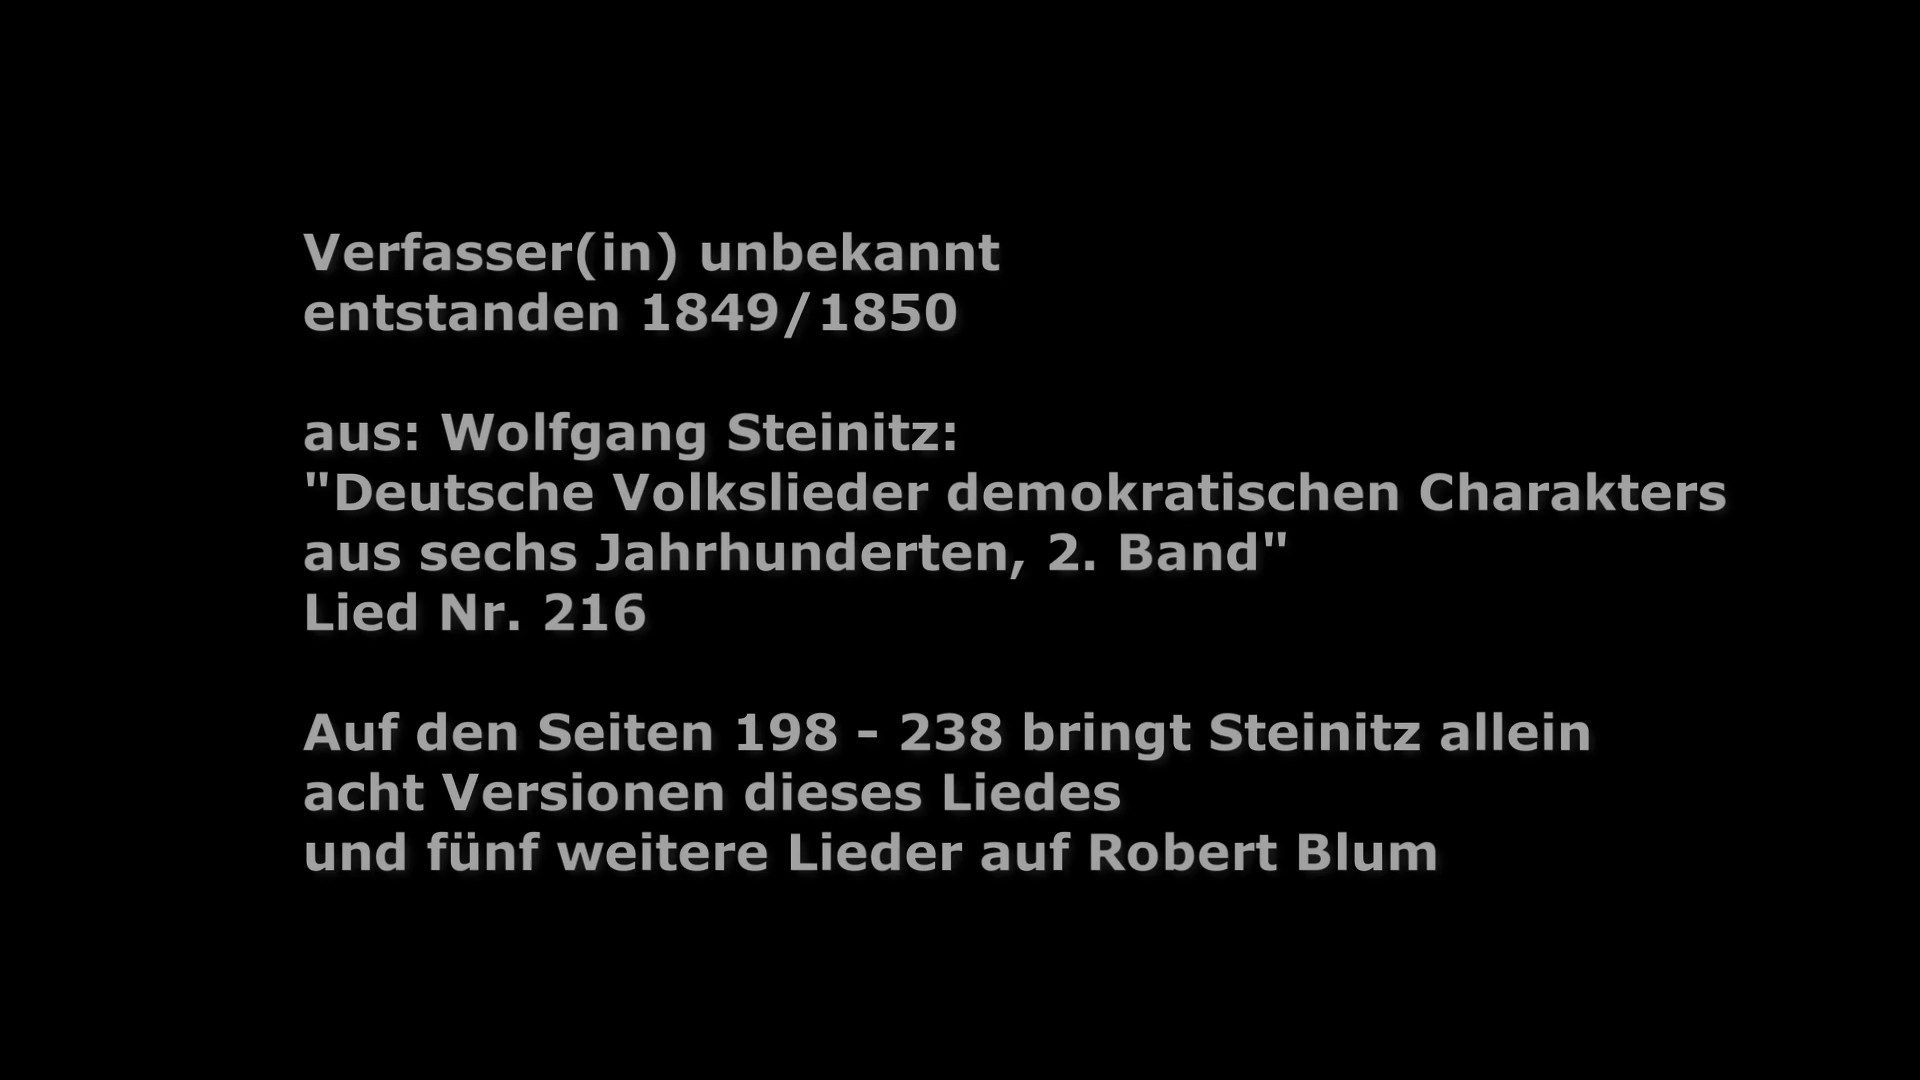 Verfasser(in) unbekannt
entstanden 1849/1850
aus: Wolfgang Steinitz:
"Deutsche Volkslieder demokratischen Charakters
aus sechs Jahrhunderten, 2. Band"
Lied Nr. 216
Auf den Seiten 198 - 238 bringt Steinitz allein
acht Versionen dieses Liedes
und fünf weitere Lieder auf Robert Blum